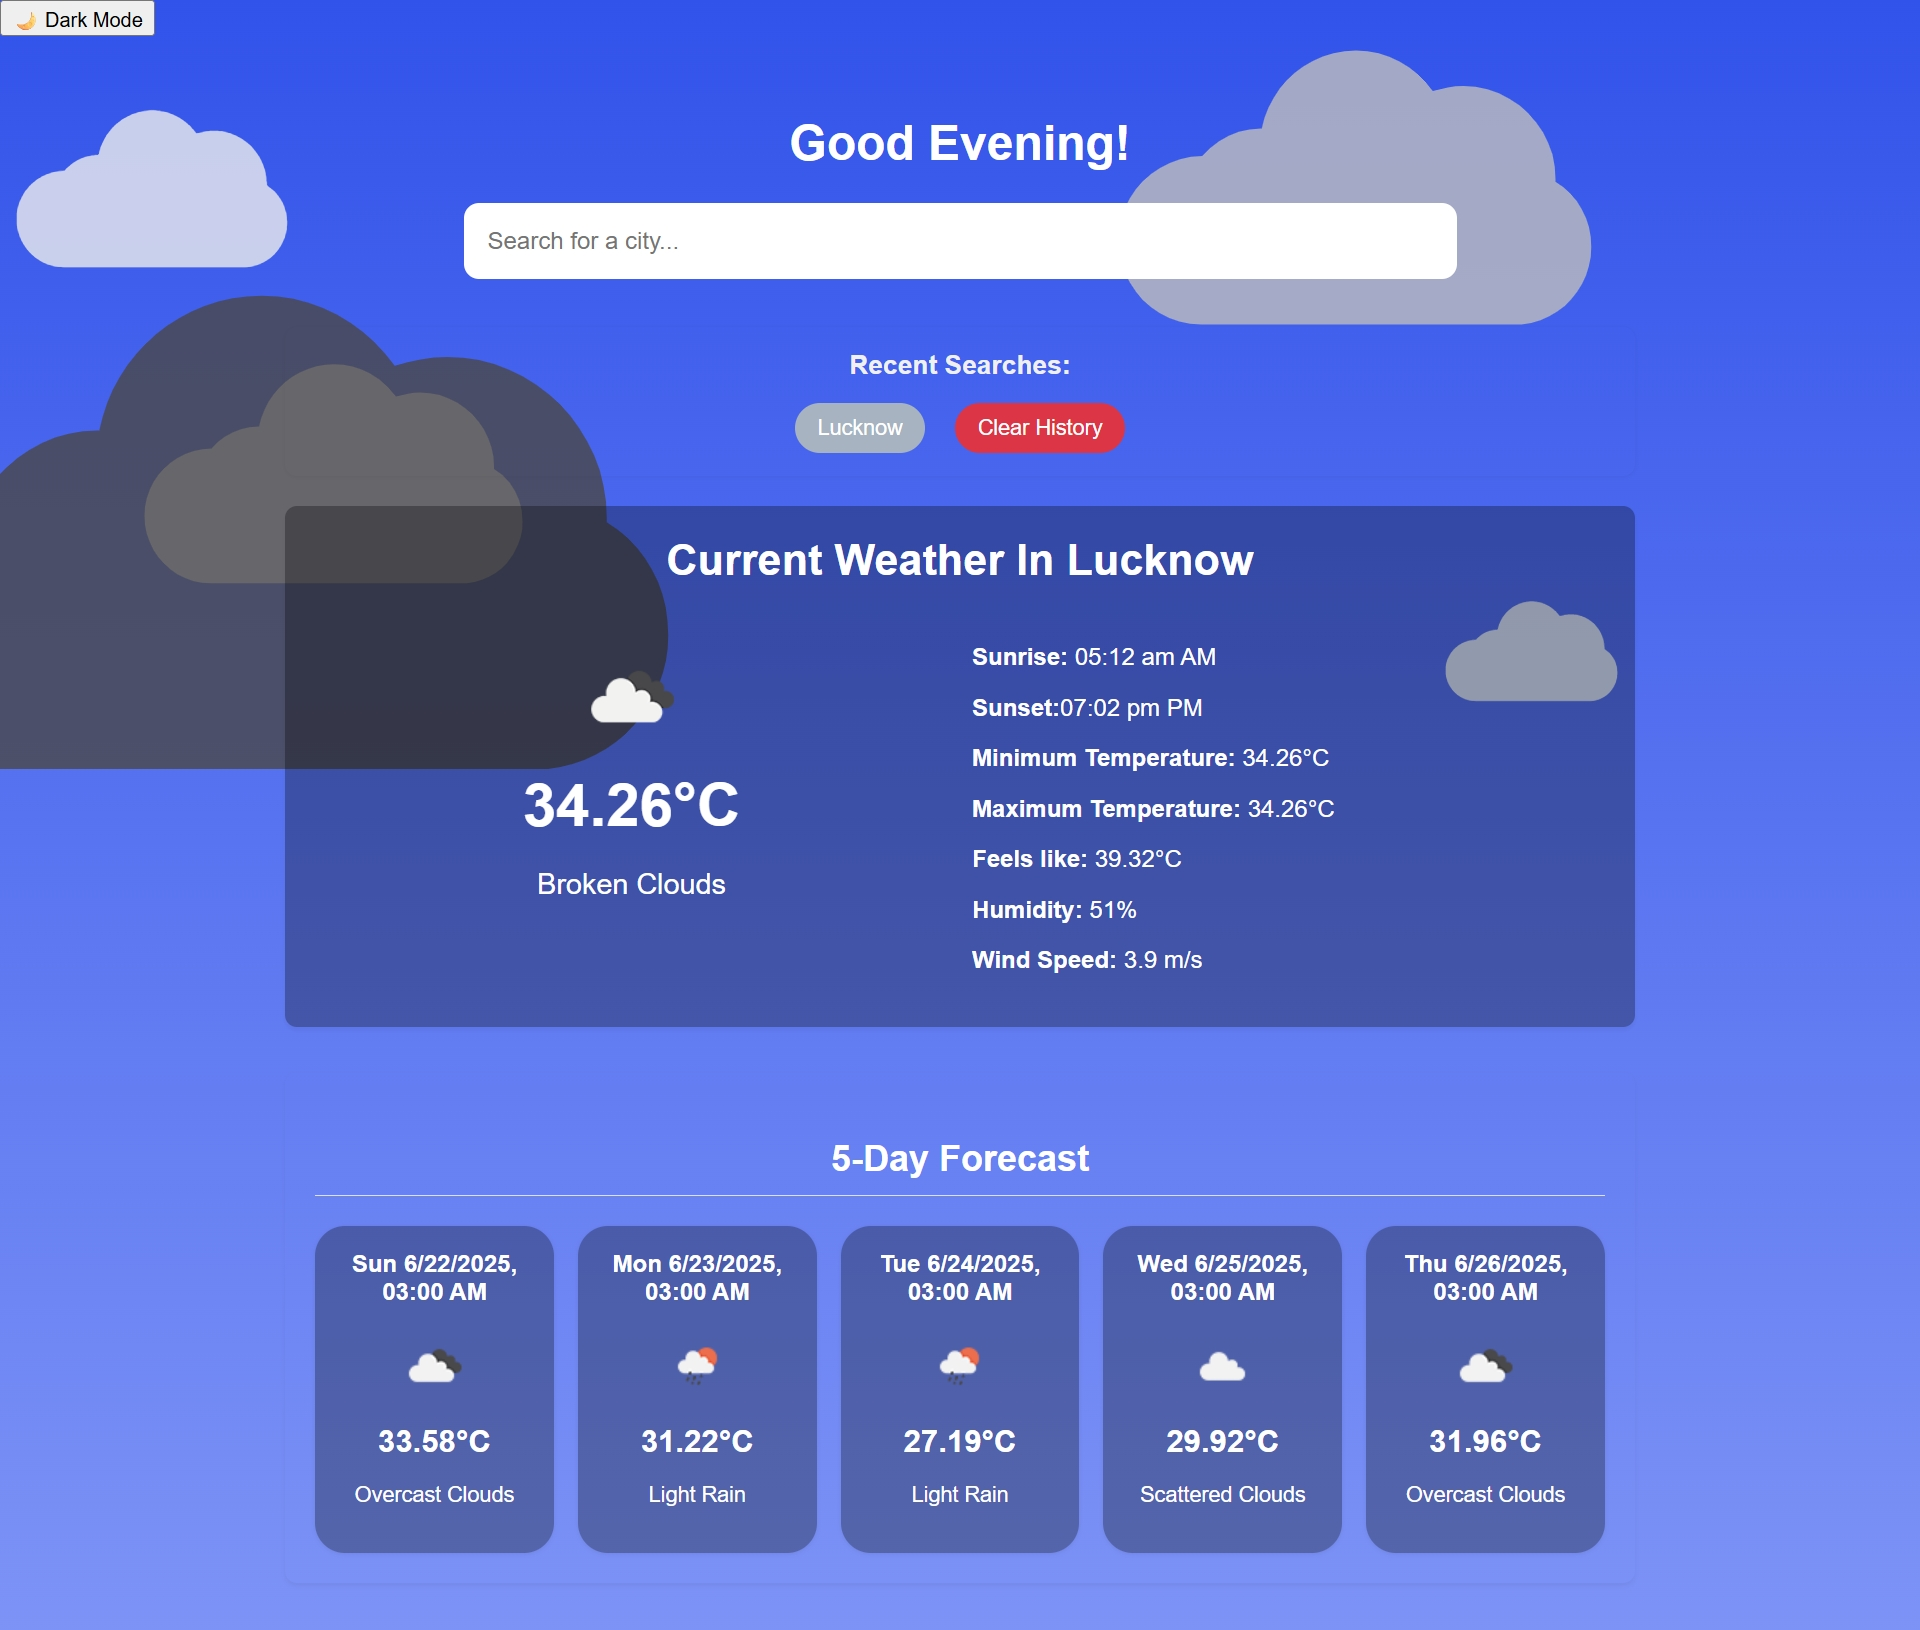 🌙 Dark Mode
Good Evening!
Search for a city...
Recent Searches:
Lucknow
Clear History
Current Weather In Lucknow
34.26°C
Broken Clouds
Sunrise: 05:12 am AM
Sunset:07:02 pm PM
Minimum Temperature: 34.26°C
Maximum Temperature: 34.26°C
Feels like: 39.32°C
Humidity: 51%
Wind Speed: 3.9 m/s
5-Day Forecast
Sun 6/22/2025,
03:00 AM
33.58°C
Overcast Clouds
Mon 6/23/2025,
03:00 AM
31.22°C
Light Rain
Tue 6/24/2025,
03:00 AM
27.19°C
Light Rain
Wed 6/25/2025,
03:00 AM
29.92°C
Scattered Clouds
Thu 6/26/2025,
03:00 AM
31.96°C
Overcast Clouds